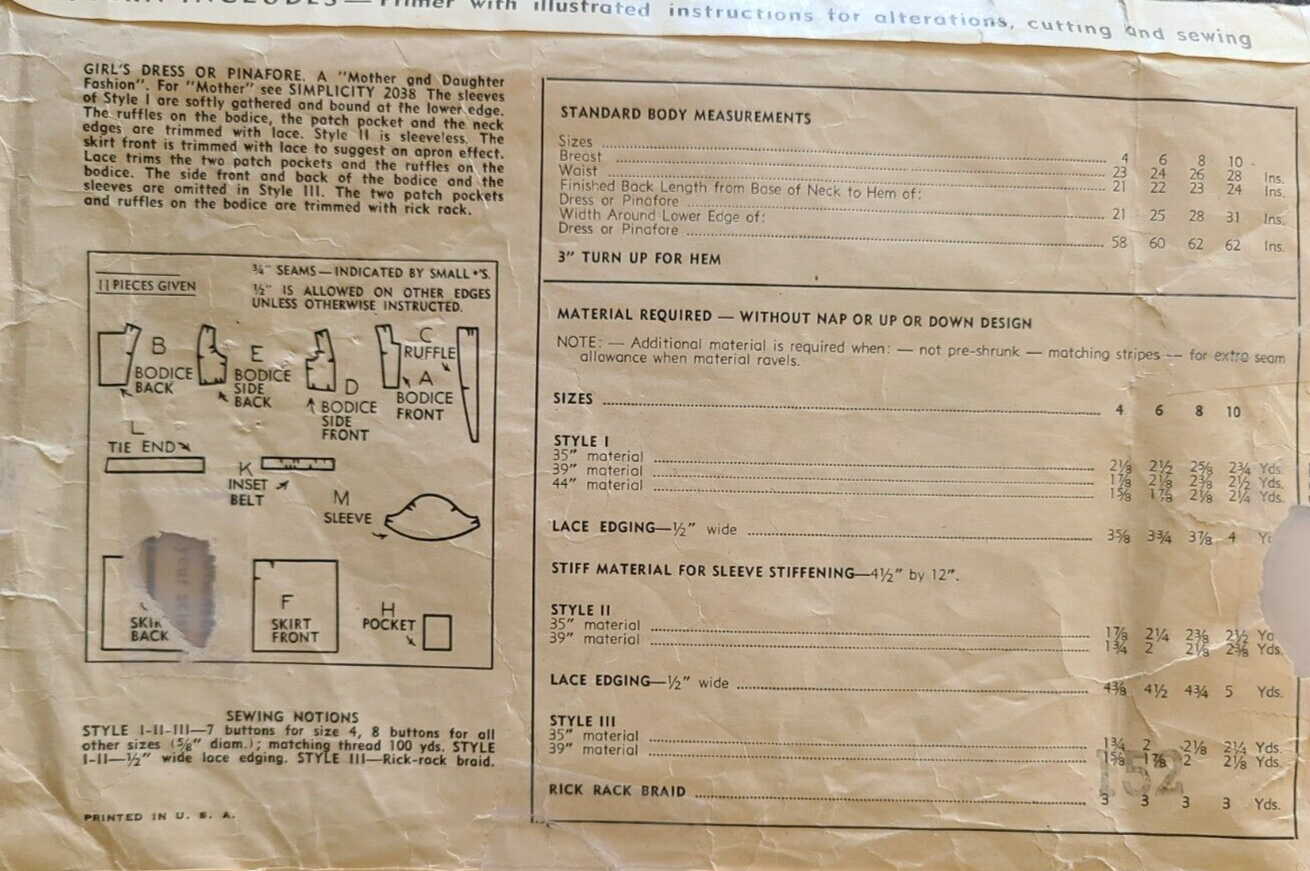 INCLUDES — Primer with illustrated instructions for alterations, cutting and sewing
GIRL'S DRESS OR PINAFORE. A "Mother and Daughter
Fashion". For "Mother" see SIMPLICITY 2038 The sleeves
of Style I are softly gathered and bound at the lower edge.
The ruffles on the bodice, the patch pocket and the neck
edges are trimmed with lace. Style II is sleeveless. The
skirt front is trimmed with lace to suggest an apron effect.
Lace trims the two patch pockets and the ruffles on the
bodice. The side front and back of the bodice and the
sleeves are omitted in Style III. The two patch pockets
and ruffles on the bodice are trimmed with rick rack.
11 PIECES GIVEN
¾" SEAMS — INDICATED BY SMALL •'S.
½" IS ALLOWED ON OTHER EDGES
UNLESS OTHERWISE INSTRUCTED.
B
BODICE
BACK
E
BODICE
SIDE
BACK
D
BODICE
SIDE
FRONT
C
RUFFLE
A
BODICE
FRONT
L
TIE END
K
INSET
BELT
M
SLEEVE
BACK
F
SKIRT
FRONT
H
POCKET
SEWING NOTIONS
STYLE I-II-III—7 buttons for size 4, 8 buttons for all
other sizes (⅝" diam.); matching thread 100 yds. STYLE
I-II—½" wide lace edging. STYLE III—Rick-rack braid.
PRINTED IN U. S. A.
STANDARD BODY MEASUREMENTS
Sizes 4 6 8 10
Breast 23 24 26 28 Ins.
Waist 21 22 23 24 Ins.
Finished Back Length from Base of Neck to Hem of:
Dress or Pinafore 21 25 28 31 Ins.
Width Around Lower Edge of:
Dress or Pinafore 58 60 62 62 Ins.
3" TURN UP FOR HEM
MATERIAL REQUIRED — WITHOUT NAP OR UP OR DOWN DESIGN
NOTE: — Additional material is required when: — not pre-shrunk — matching stripes — for extra seam
allowance when material ravels.
SIZES 4 6 8 10
STYLE I
35" material 2⅛ 2½ 2⅝ 2¾ Yds.
39" material 1⅞ 2⅛ 2⅜ 2½ Yds.
44" material 1⅝ 1⅞ 2⅛ 2¼ Yds.
LACE EDGING—½" wide 3⅝ 3¾ 3⅞ 4
STIFF MATERIAL FOR SLEEVE STIFFENING—4½" by 12".
STYLE II
35" material 1⅞ 2¼ 2⅜ 2½
39" material 1¾ 2 2⅛ 2⅜ Yds.
LACE EDGING—½" wide 4⅜ 4½ 4¾ 5 Yds.
STYLE III
35" material 1¾ 2 2⅛ 2¼ Yds.
39" material 1⅝ 1⅞ 2 2⅛ Yds.
RICK RACK BRAID 3 3 3 3 Yds.
152